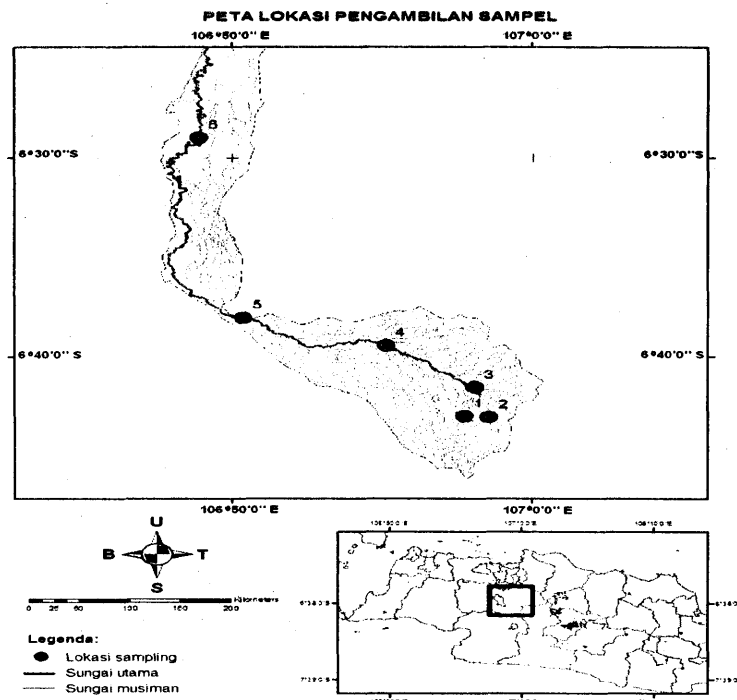 PETA LOKASI PENGAMBILAN SAMPEL
106°50'0" E 107°0'0" E
6
6°30'0"S 6°30'0"S
5
4
6°40'0" S 6°40'0" S
3
1 2
106°50'0" E 107°0'0" E
U
B T
S
Kilometers
0 25 50 100 150 200
Legenda:
Lokasi sampling
Sungai utama
Sungai musiman